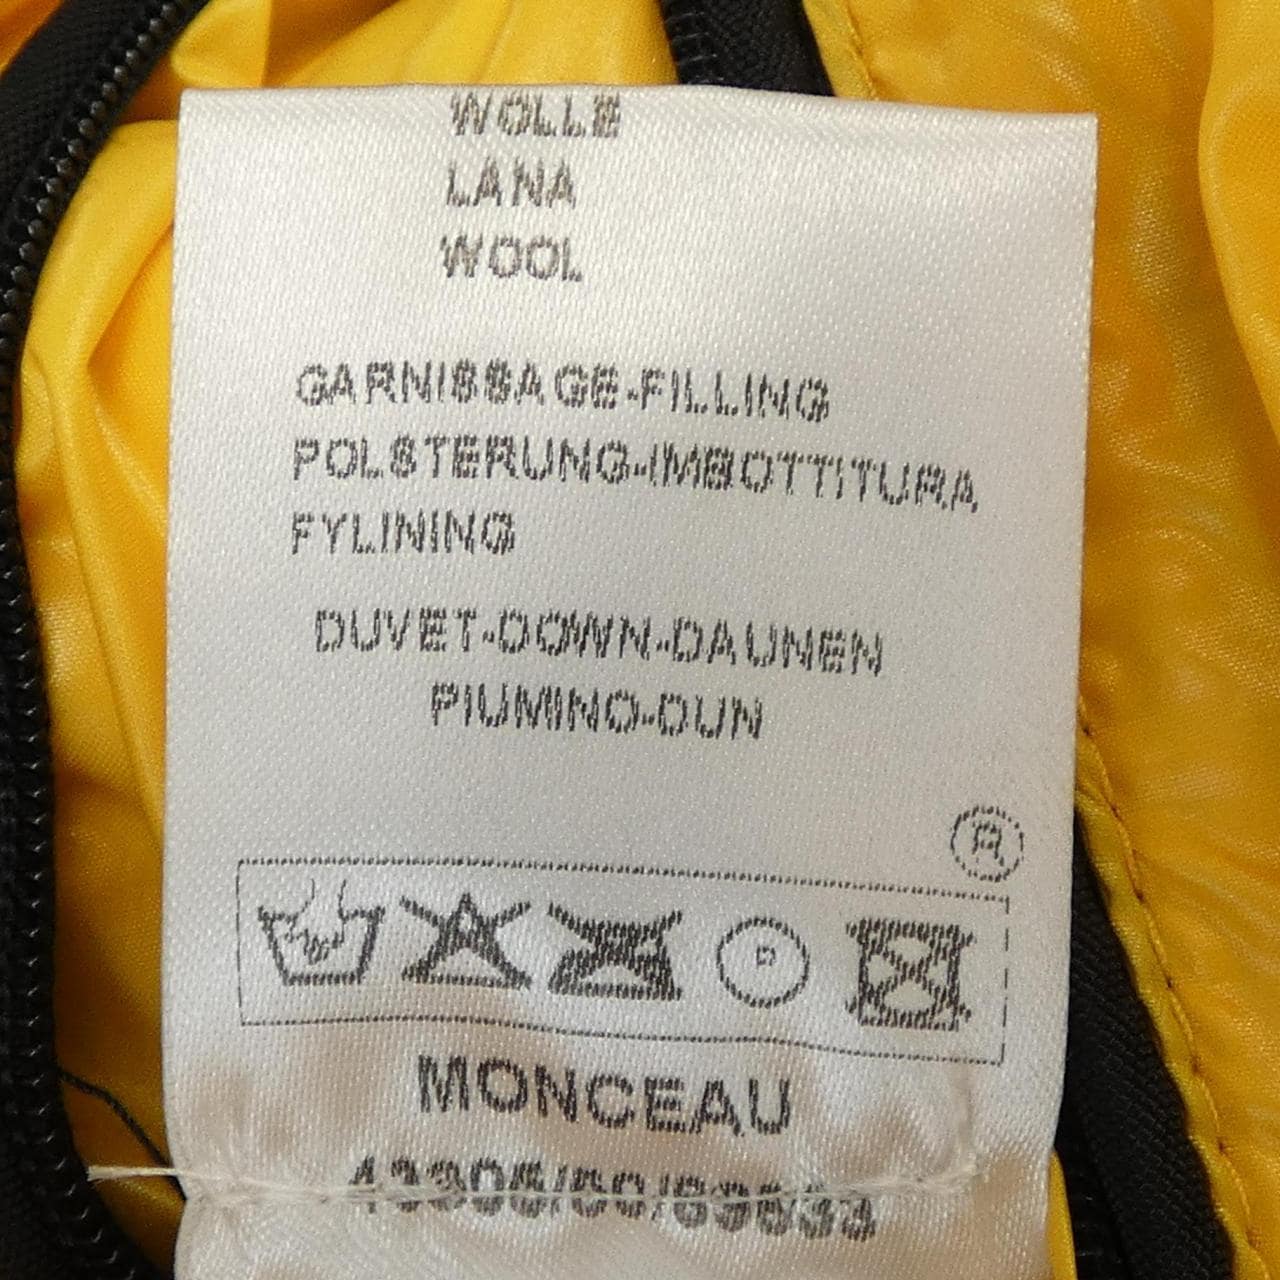 WOLLE
LANA
WOOL
GARNISSAGE-FILLING
POLSTERUNG-IMBOTTITURA
FYLINING
DUVET-DOWN-DAUNEN
PIUMINO-DUN
®
P
MONCEAU